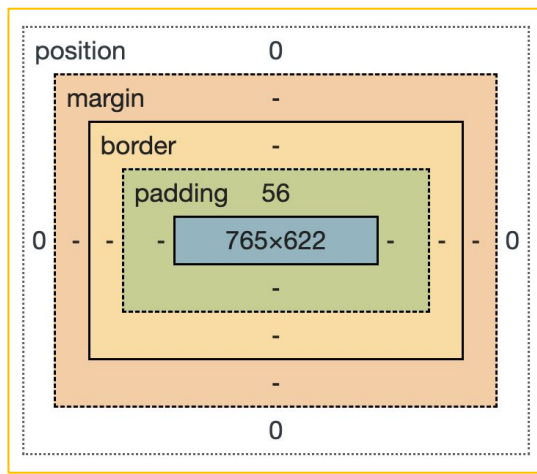 position 0
margin -
border -
padding 56
0 - - - 765×622 - - - 0
-
-
-
0